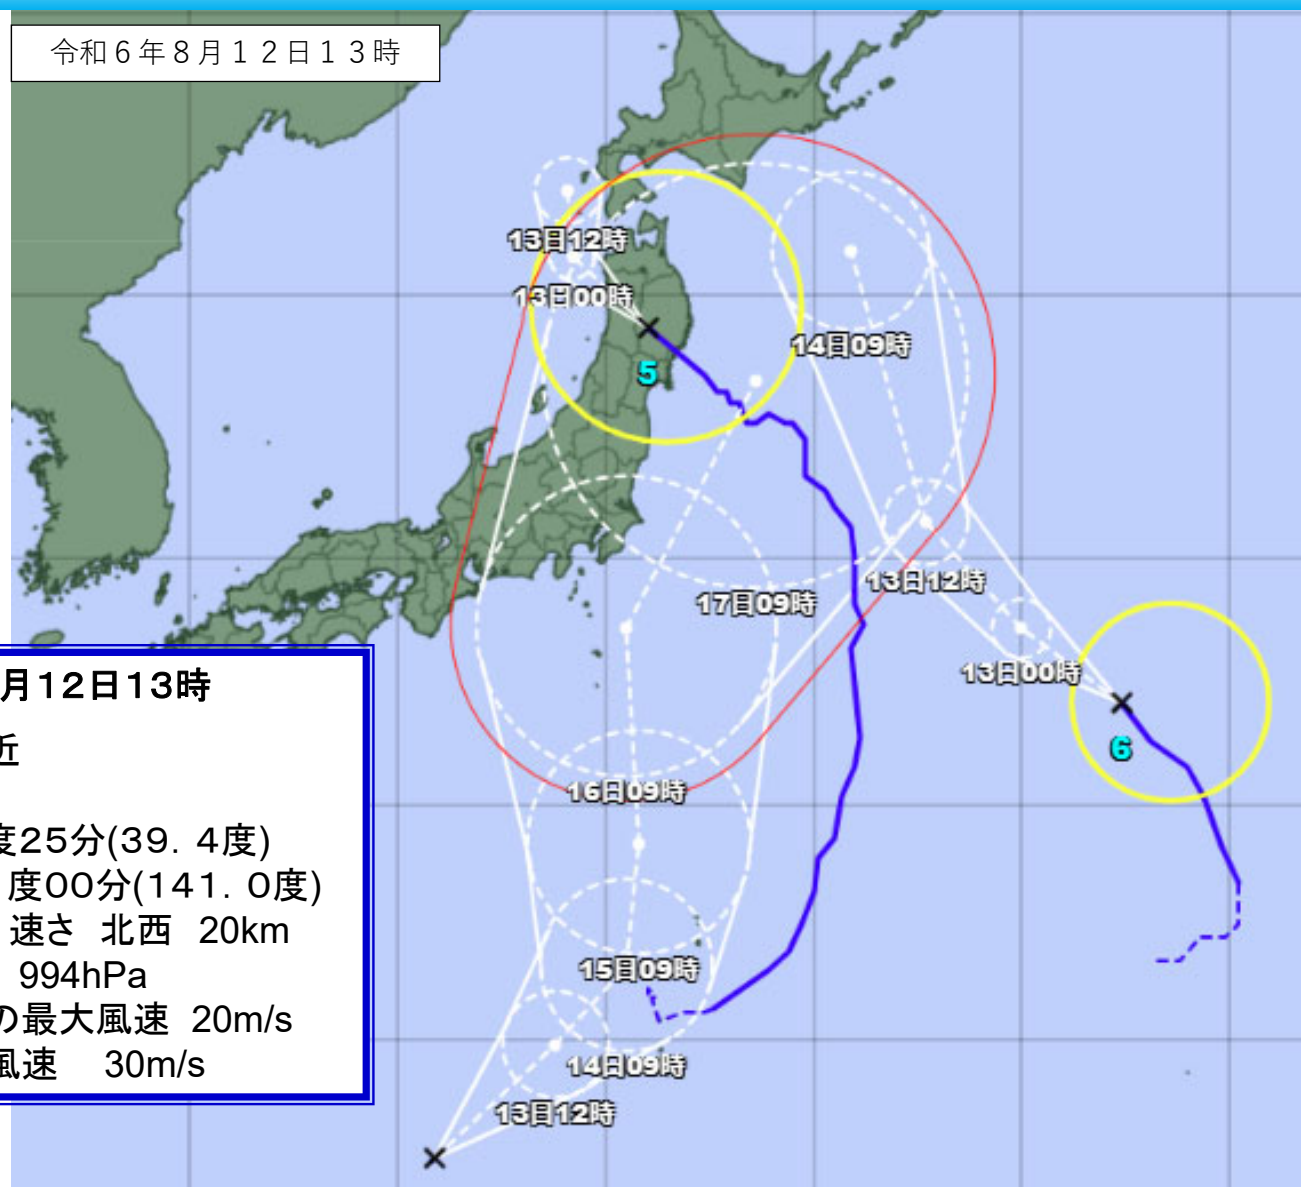 令和６年８月１２日１３時
13日12時
13日00時
5
14日09時
13日12時
17日09時
13日00時
6
16日09時
15日09時
14日09時
13日12時
月12日13時
近
度25分(39. 4度)
度00分(141. 0度)
速さ 北西 20km
994hPa
の最大風速 20m/s
風速 30m/s